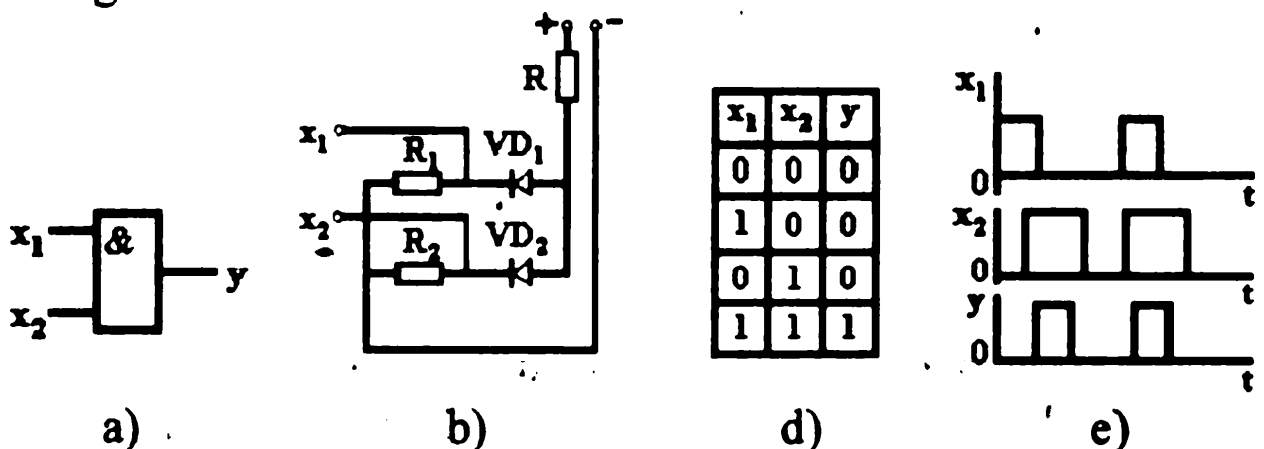 x₁
x₂
&
y
a)
+
-
R
x₁
R₁
VD₁
x₂
R₂
VD₂
b)
x₁ x₂ y
0 0 0
1 0 0
0 1 0
1 1 1
d)
x₁
0
t
x₂
0
t
y
0
t
e)